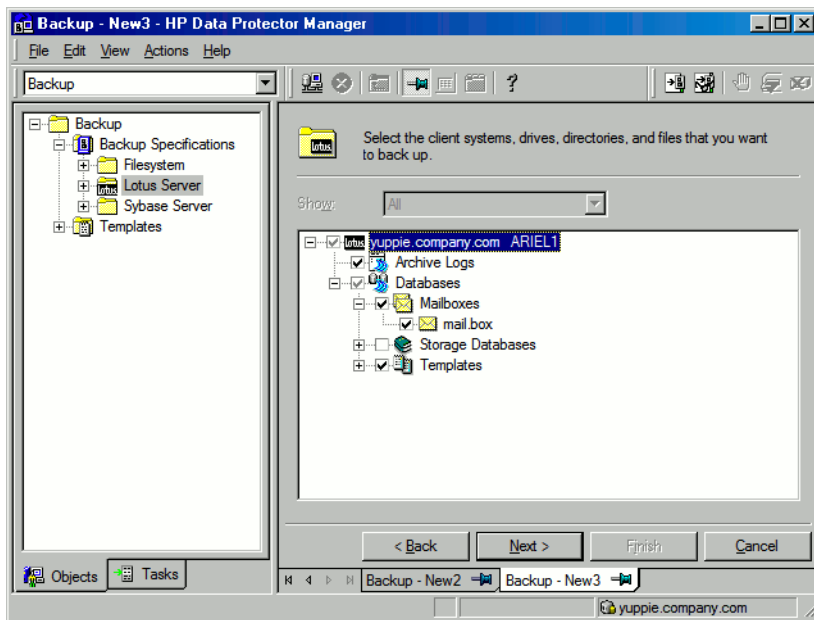 Backup - New3 - HP Data Protector Manager
File Edit View Actions Help
Backup
Backup
Backup Specifications
Filesystem
Lotus Server
Sybase Server
Templates
Select the client systems, drives, directories, and files that you want
to back up.
Show:
All
yuppie.company.com ARIEL1
Archive Logs
Databases
Mailboxes
mail.box
Storage Databases
Templates
< Back Next > Finish Cancel
Objects Tasks
Backup - New2 Backup - New3
yuppie.company.com